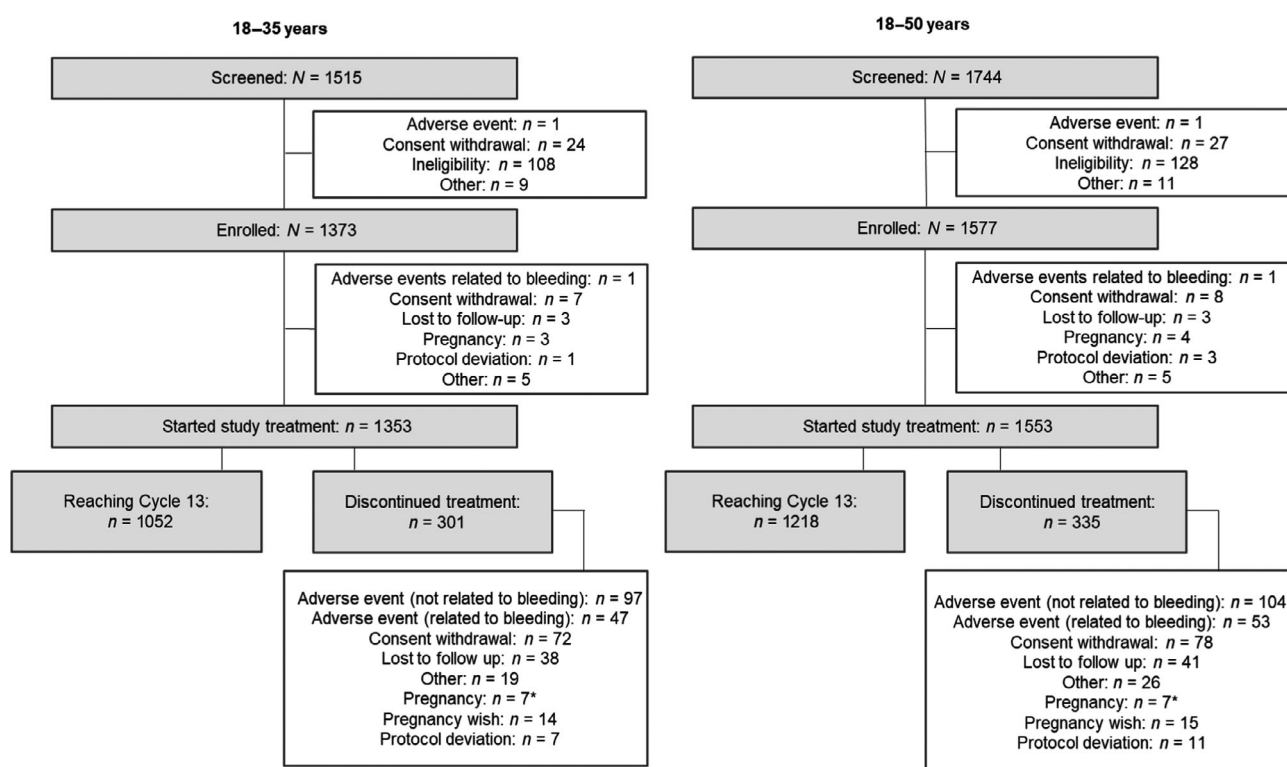 18–35 years
Screened: N = 1515
Adverse event: n = 1
Consent withdrawal: n = 24
Ineligibility: n = 108
Other: n = 9
Enrolled: N = 1373
Adverse events related to bleeding: n = 1
Consent withdrawal: n = 7
Lost to follow-up: n = 3
Pregnancy: n = 3
Protocol deviation: n = 1
Other: n = 5
Started study treatment: n = 1353
Reaching Cycle 13:
n = 1052
Discontinued treatment:
n = 301
Adverse event (not related to bleeding): n = 97
Adverse event (related to bleeding): n = 47
Consent withdrawal: n = 72
Lost to follow up: n = 38
Other: n = 19
Pregnancy: n = 7*
Pregnancy wish: n = 14
Protocol deviation: n = 7
18–50 years
Screened: N = 1744
Adverse event: n = 1
Consent withdrawal: n = 27
Ineligibility: n = 128
Other: n = 11
Enrolled: N = 1577
Adverse events related to bleeding: n = 1
Consent withdrawal: n = 8
Lost to follow-up: n = 3
Pregnancy: n = 4
Protocol deviation: n = 3
Other: n = 5
Started study treatment: n = 1553
Reaching Cycle 13:
n = 1218
Discontinued treatment:
n = 335
Adverse event (not related to bleeding): n = 104
Adverse event (related to bleeding): n = 53
Consent withdrawal: n = 78
Lost to follow up: n = 41
Other: n = 26
Pregnancy: n = 7*
Pregnancy wish: n = 15
Protocol deviation: n = 11